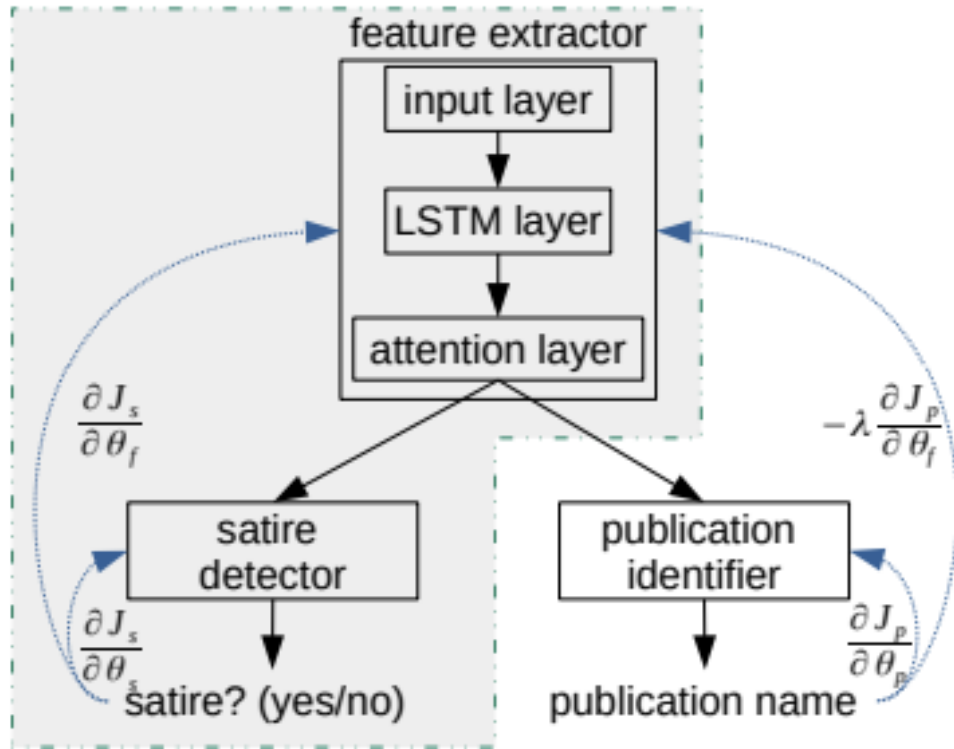 feature extractor
input layer
LSTM layer
attention layer
∂ J_s / ∂ θ_f
−λ ∂ J_p / ∂ θ_f
satire
detector
publication
identifier
∂ J_s / ∂ θ_s
∂ J_p / ∂ θ_p
satire? (yes/no)
publication name